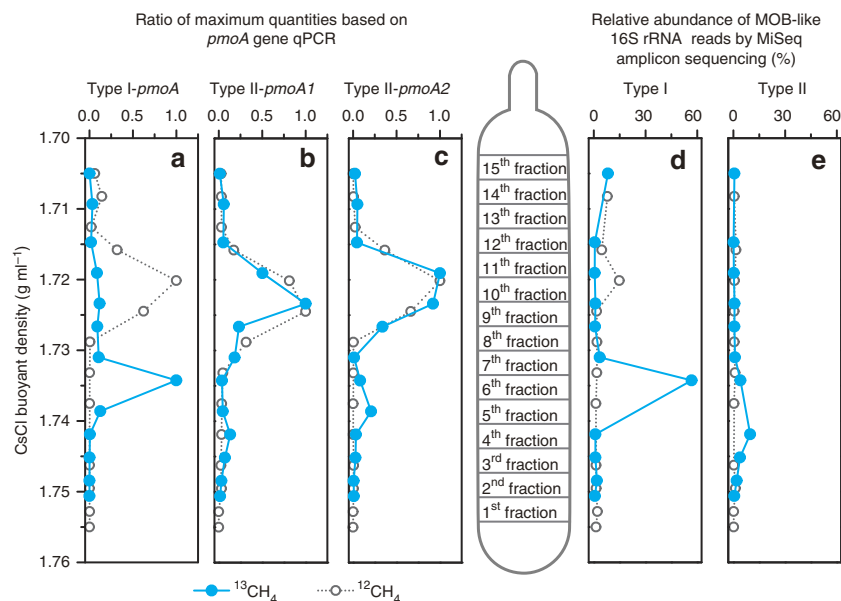 Ratio of maximum quantities based on
pmoA gene qPCR
Relative abundance of MOB-like
16S rRNA reads by MiSeq
amplicon sequencing (%)
Type I-pmoA
Type II-pmoA1
Type II-pmoA2
Type I
Type II
0.0 0.5 1.0
0.0 0.5 1.0
0.0 0.5 1.0
0 30 60
0 30 60
a
b
c
d
e
CsCl buoyant density (g ml⁻¹)
1.70
1.71
1.72
1.73
1.74
1.75
1.76
15th fraction
14th fraction
13th fraction
12th fraction
11th fraction
10th fraction
9th fraction
8th fraction
7th fraction
6th fraction
5th fraction
4th fraction
3rd fraction
2nd fraction
1st fraction
¹³CH₄
¹²CH₄